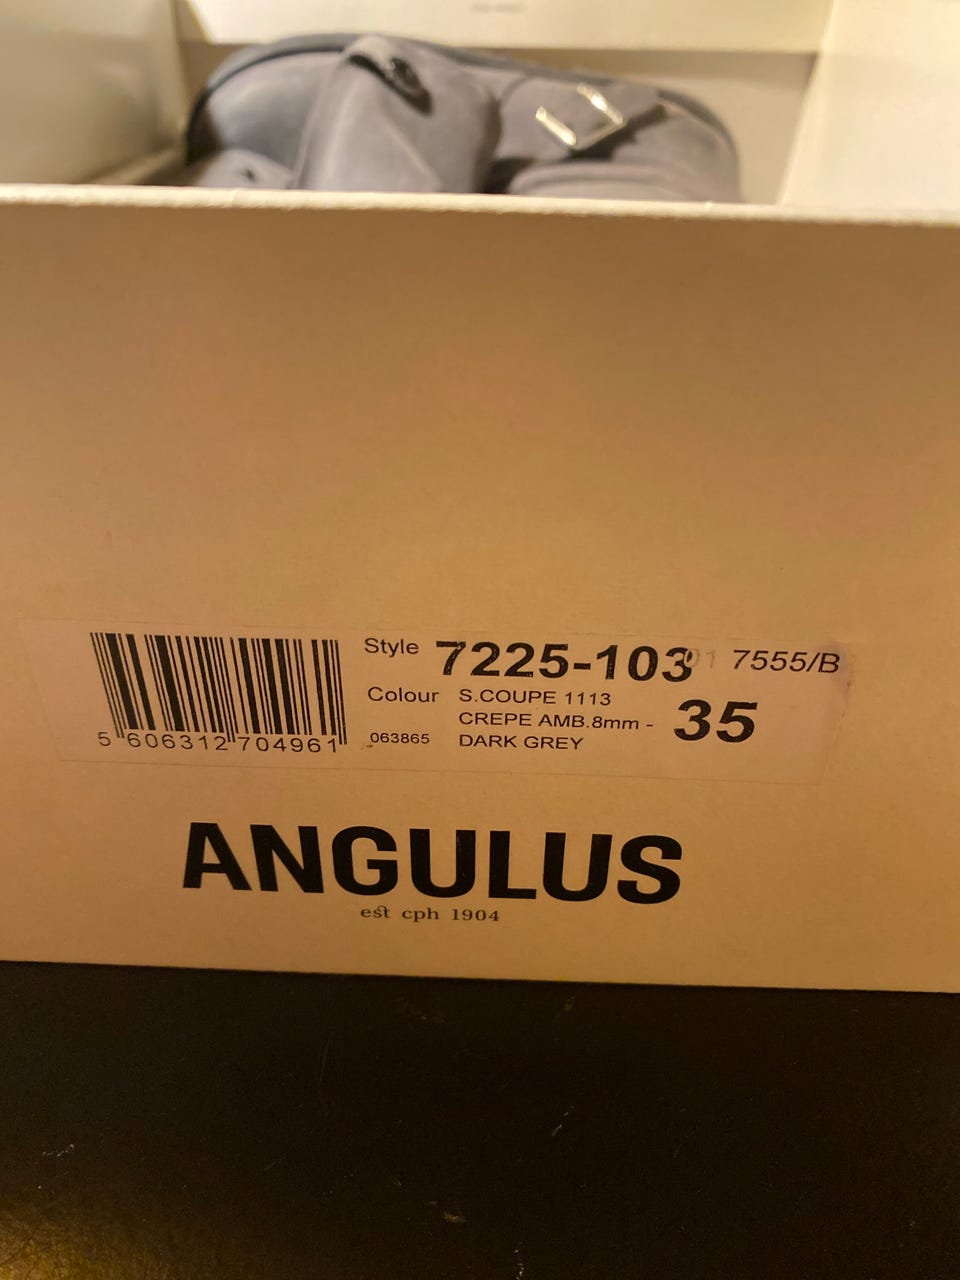 Style 7225-103 01 7555/B
Colour S.COUPE 1113
CREPE AMB.8mm - 35
5 606312 704961 063865 DARK GREY
ANGULUS
est cph 1904